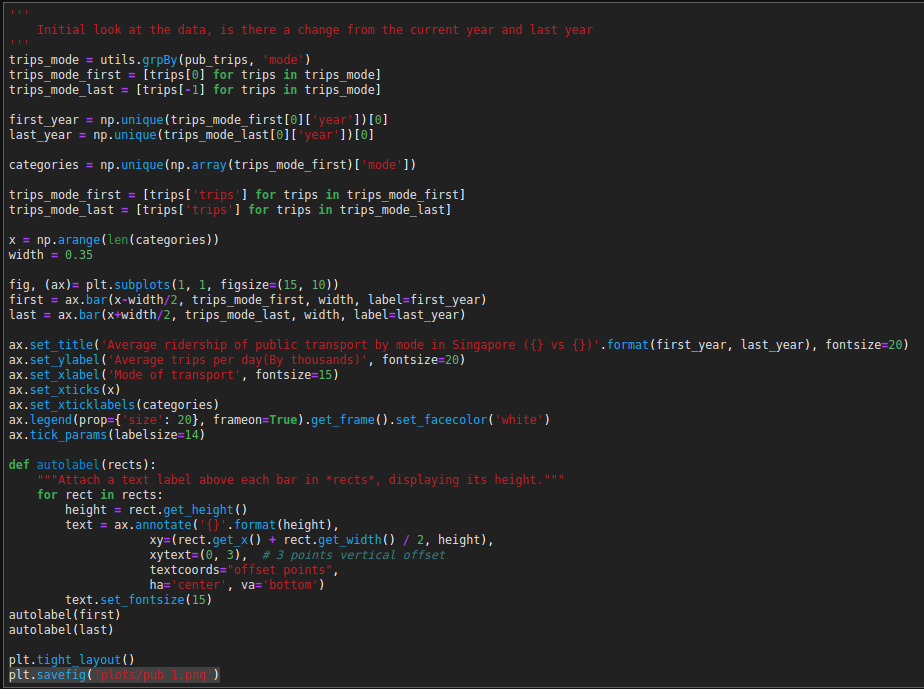 '''
    Initial look at the data, is there a change from the current year and last year
'''
trips_mode = utils.grpBy(pub_trips, 'mode')
trips_mode_first = [trips[0] for trips in trips_mode]
trips_mode_last = [trips[-1] for trips in trips_mode]

first_year = np.unique(trips_mode_first[0]['year'])[0]
last_year = np.unique(trips_mode_last[0]['year'])[0]

categories = np.unique(np.array(trips_mode_first)['mode'])

trips_mode_first = [trips['trips'] for trips in trips_mode_first]
trips_mode_last = [trips['trips'] for trips in trips_mode_last]

x = np.arange(len(categories))
width = 0.35

fig, (ax)= plt.subplots(1, 1, figsize=(15, 10))
first = ax.bar(x-width/2, trips_mode_first, width, label=first_year)
last = ax.bar(x+width/2, trips_mode_last, width, label=last_year)

ax.set_title('Average ridership of public transport by mode in Singapore ({} vs {})'.format(first_year, last_year), fontsize=20)
ax.set_ylabel('Average trips per day(By thousands)', fontsize=20)
ax.set_xlabel('Mode of transport', fontsize=15)
ax.set_xticks(x)
ax.set_xticklabels(categories)
ax.legend(prop={'size': 20}, frameon=True).get_frame().set_facecolor('white')
ax.tick_params(labelsize=14)

def autolabel(rects):
    """Attach a text label above each bar in *rects*, displaying its height."""
    for rect in rects:
        height = rect.get_height()
        text = ax.annotate('{}'.format(height),
                    xy=(rect.get_x() + rect.get_width() / 2, height),
                    xytext=(0, 3),  # 3 points vertical offset
                    textcoords="offset points",
                    ha='center', va='bottom')
        text.set_fontsize(15)
autolabel(first)
autolabel(last)

plt.tight_layout()
plt.savefig('plots/pub_1.png')